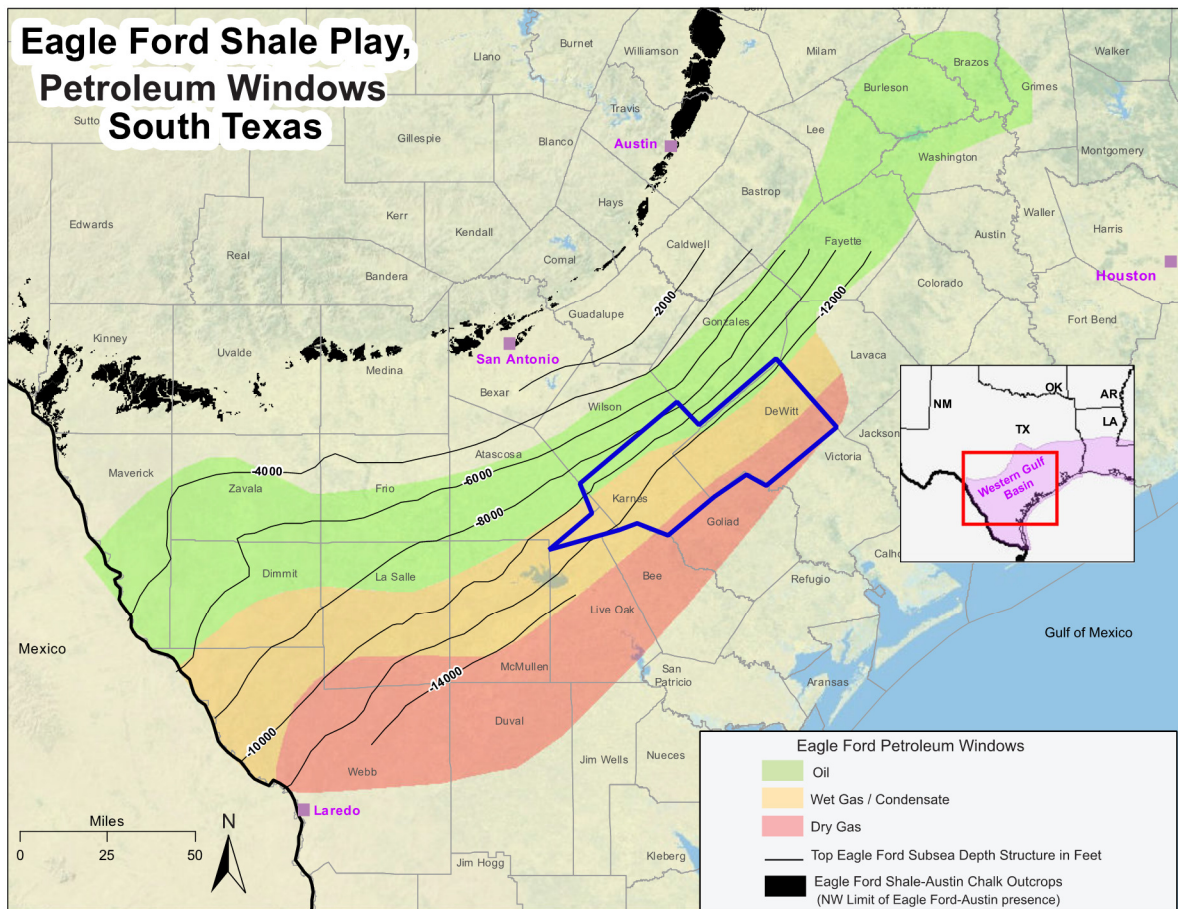 Eagle Ford Shale Play,
Petroleum Windows
South Texas
Llano
Burnet
Williamson
Milam
Brazos
Walker
Burleson
Grimes
Travis
Sutto
Gillespie
Blanco
Austin
Lee
Montgomery
Washington
Bastrop
Hays
Waller
Edwards
Kerr
Kendall
Harris
Real
Comal
Caldwell
Fayette
Austin
Bandera
Houston
Colorado
-2000
-12000
Guadalupe
Gonzales
Fort Bend
Kinney
Uvalde
San Antonio
Lavaca
Medina
Bexar
Wilson
DeWitt
Jackson
Atascosa
Victoria
Maverick
-4000
-6000
Zavala
Frio
Karnes
-8000
Goliad
Calho
Dimmit
La Salle
Bee
Refugio
Live Oak
Mexico
Gulf of Mexico
McMullen
San
Patricio
Aransas
-14000
Duval
-10000
Jim Wells
Nueces
Webb
Laredo
Jim Hogg
Kleberg
NM
OK
AR
TX
LA
Western Gulf
Basin
Miles
0 25 50
N
Eagle Ford Petroleum Windows
Oil
Wet Gas / Condensate
Dry Gas
Top Eagle Ford Subsea Depth Structure in Feet
Eagle Ford Shale-Austin Chalk Outcrops
(NW Limit of Eagle Ford-Austin presence)